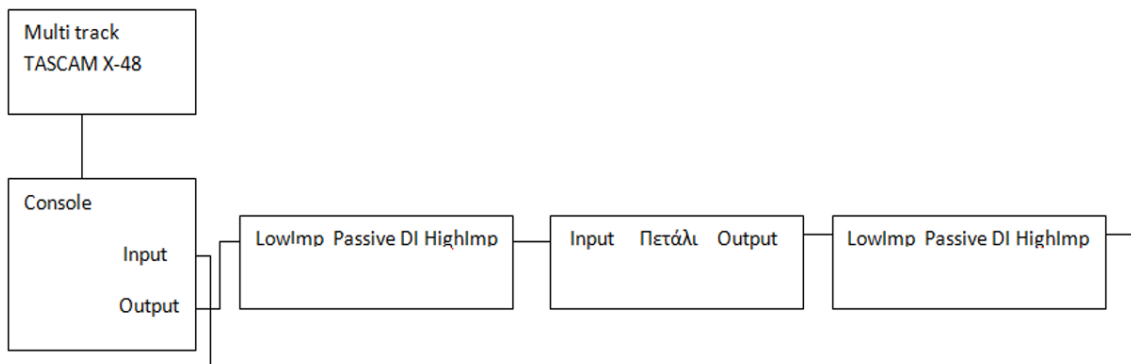 Multi track
TASCAM X-48
Console
Input
Output
LowImp Passive DI HighImp
Input Πετάλι Output
LowImp Passive DI HighImp